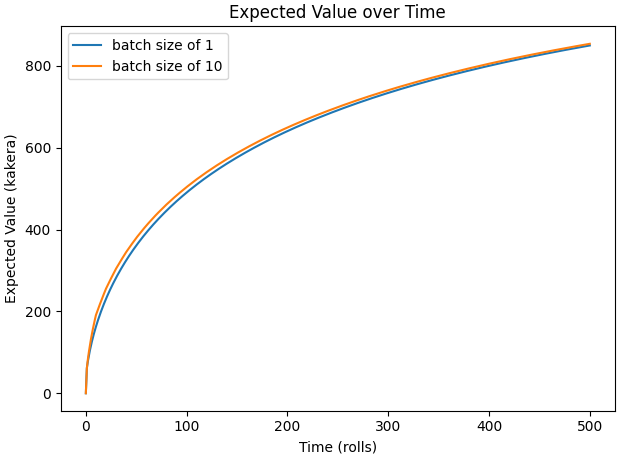 Expected Value over Time
batch size of 1
batch size of 10
Expected Value (kakera)
800
600
400
200
0
0 100 200 300 400 500
Time (rolls)